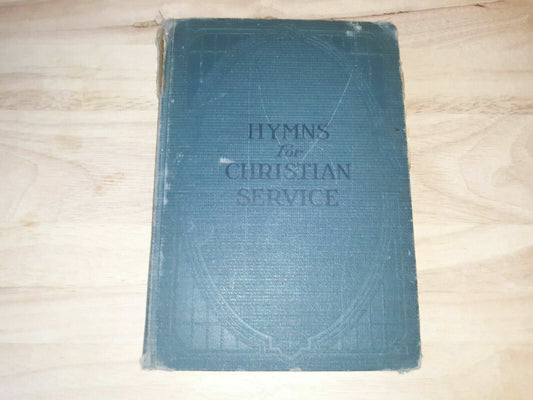 HYMNS
for
CHRISTIAN
SERVICE